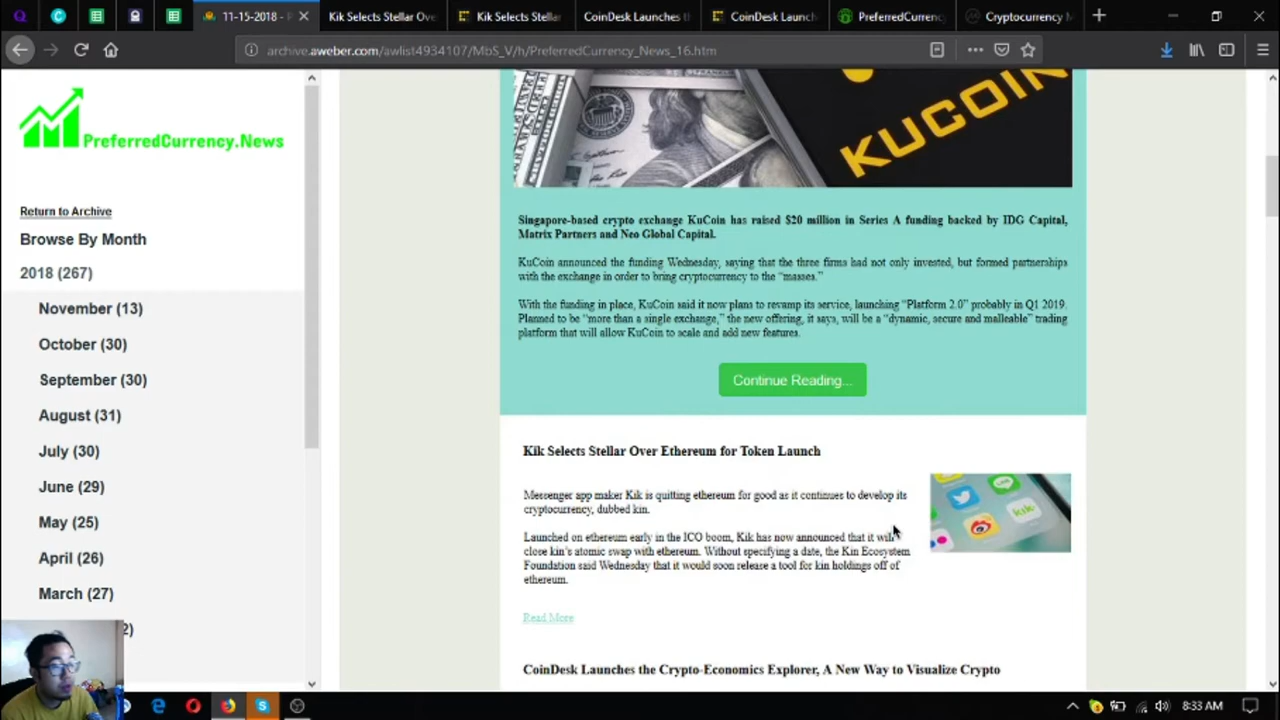 11-15-2018 - P
Kik Selects Stellar Ove
Kik Selects Stellar
CoinDesk Launches t
CoinDesk Launch
PreferredCurrenc
Cryptocurrency M
archive.aweber.com/awlist4934107/MbS_V/h/PreferredCurrency_News_16.htm
PreferredCurrency.News
Return to Archive
Browse By Month
2018 (267)
November (13)
October (30)
September (30)
August (31)
July (30)
June (29)
May (25)
April (26)
March (27)
2)
KUCOIN
Singapore-based crypto exchange KuCoin has raised $20 million in Series A funding backed by IDG Capital,
Matrix Partners and Neo Global Capital.
KuCoin announced the funding Wednesday, saying that the three firms had not only invested, but formed partnerships
with the exchange in order to bring cryptocurrency to the “masses.”
With the funding in place, KuCoin said it now plans to revamp its service, launching “Platform 2.0” probably in Q1 2019.
Planned to be “more than a single exchange,” the new offering, it says, will be a “dynamic, secure and malleable” trading
platform that will allow KuCoin to scale and add new features.
Continue Reading...
Kik Selects Stellar Over Ethereum for Token Launch
Messenger app maker Kik is quitting ethereum for good as it continues to develop its
cryptocurrency, dubbed kin.
Launched on ethereum early in the ICO boom, Kik has now announced that it will
close kin’s atomic swap with ethereum. Without specifying a date, the Kin Ecosystem
Foundation said Wednesday that it would soon release a tool for kin holdings off of
ethereum.
kik
Read More
CoinDesk Launches the Crypto-Economics Explorer, A New Way to Visualize Crypto
8:33 AM